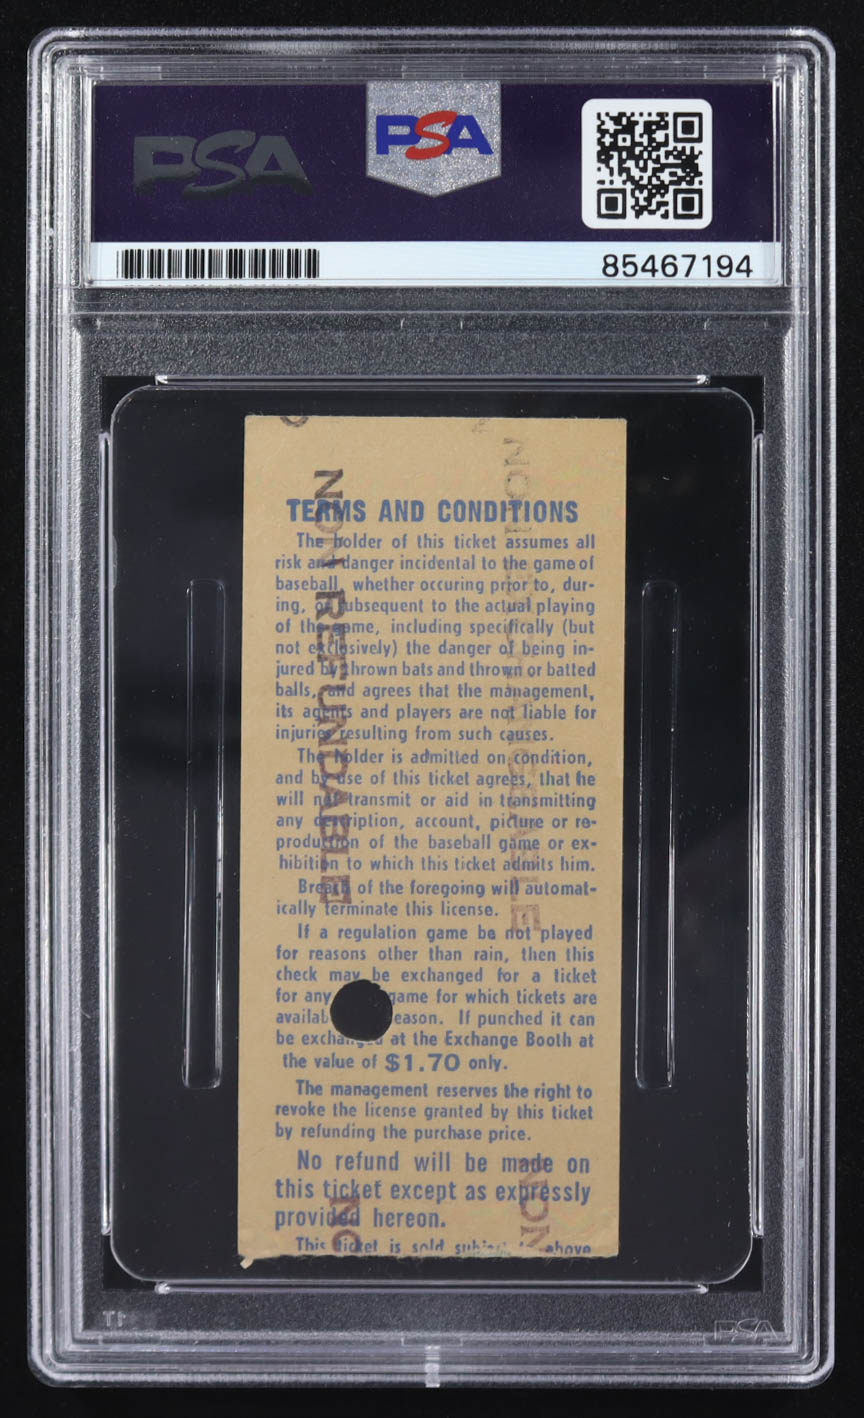 PSA
PSA
85467194
NON REFUNDABLE
TERMS AND CONDITIONS
The holder of this ticket assumes all
risk and danger incidental to the game of
baseball, whether occuring prior to, dur-
ing, or subsequent to the actual playing
of the game, including specifically (but
not exclusively) the danger of being in-
jured by thrown bats and thrown or batted
balls, and agrees that the management,
its agents and players are not liable for
injuries resulting from such causes.
The holder is admitted on condition,
and by use of this ticket agrees, that he
will not transmit or aid in transmitting
any description, account, picture or re-
production of the baseball game or ex-
hibition to which this ticket admits him.
Breach of the foregoing will automat-
ically terminate this license.
If a regulation game be not played
for reasons other than rain, then this
check may be exchanged for a ticket
for any game for which tickets are
availab eason. If punched it can
be exchanged at the Exchange Booth at
the value of $1.70 only.
The management reserves the right to
revoke the license granted by this ticket
by refunding the purchase price.
No refund will be made on
this ticket except as expressly
provided hereon.
This ticket is sold subject to above
NON
PSA